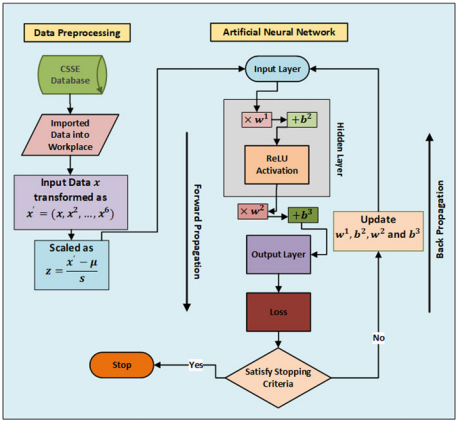 Data Preprocessing
CSSE
Database
Imported
Data into
Workplace
Input Data x
transformed as
x′ = (x, x², ..., x⁶)
Scaled as
z = (x′ − μ) / s
Artificial Neural Network
Input Layer
× w¹
+ b²
ReLU
Activation
Hidden Layer
× w²
+ b³
Output Layer
Loss
Satisfy Stopping
Criteria
Yes
Stop
No
Update
w¹, b², w² and b³
Forward Propagation
Back Propagation